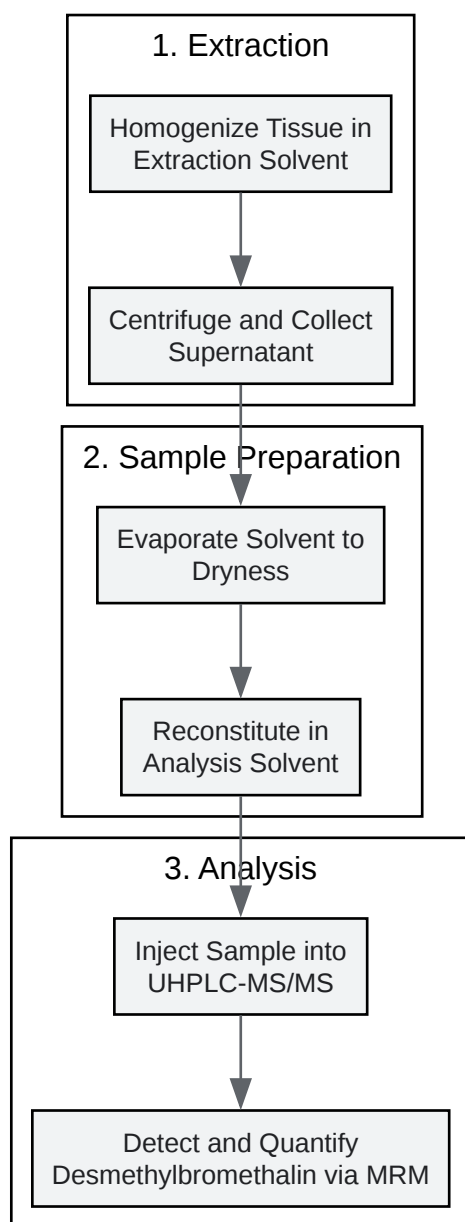 1. Extraction
Homogenize Tissue in
Extraction Solvent
Centrifuge and Collect
Supernatant
2. Sample Preparation
Evaporate Solvent to
Dryness
Reconstitute in
Analysis Solvent
3. Analysis
Inject Sample into
UHPLC-MS/MS
Detect and Quantify
Desmethylbromethalin via MRM